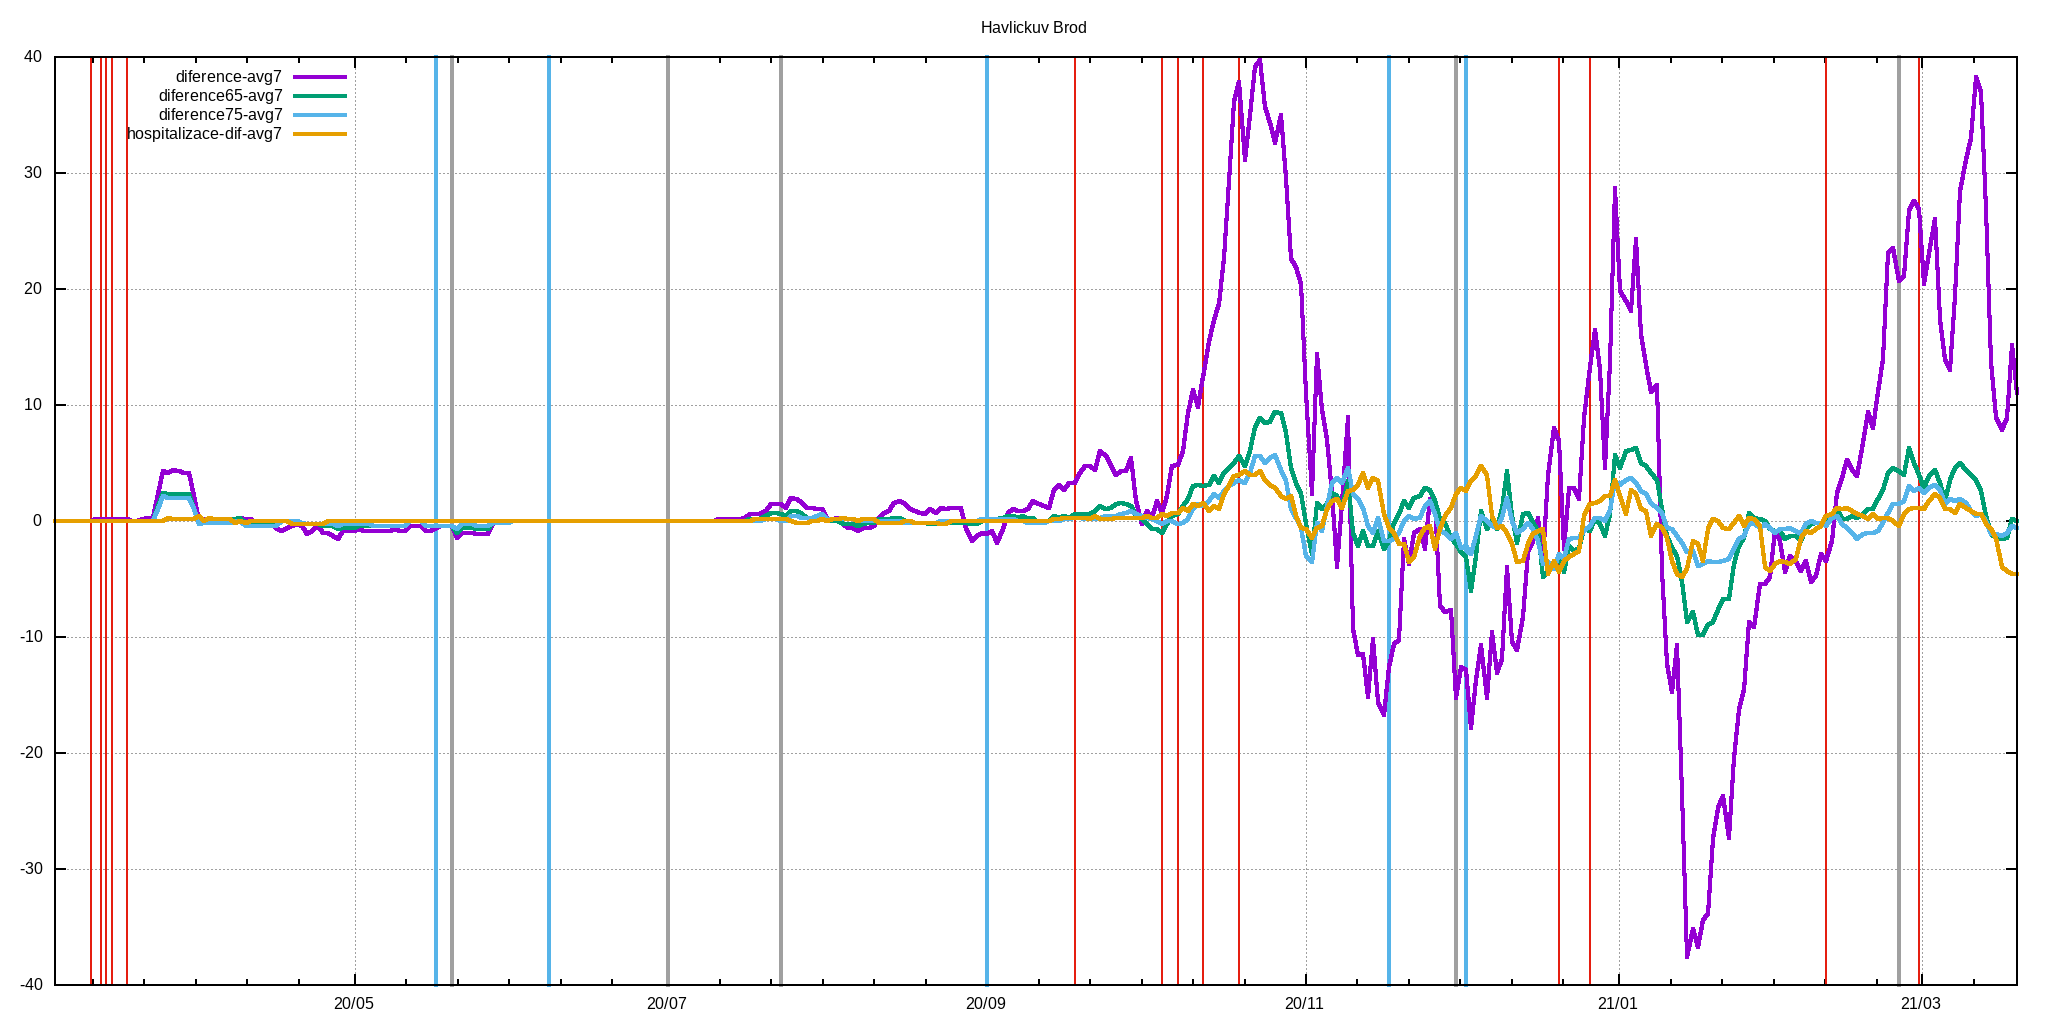 Havlickuv Brod
diference-avg7
diference65-avg7
diference75-avg7
hospitalizace-dif-avg7
40
30
20
10
0
-10
-20
-30
-40
20/05 20/07 20/09 20/11 21/01 21/03